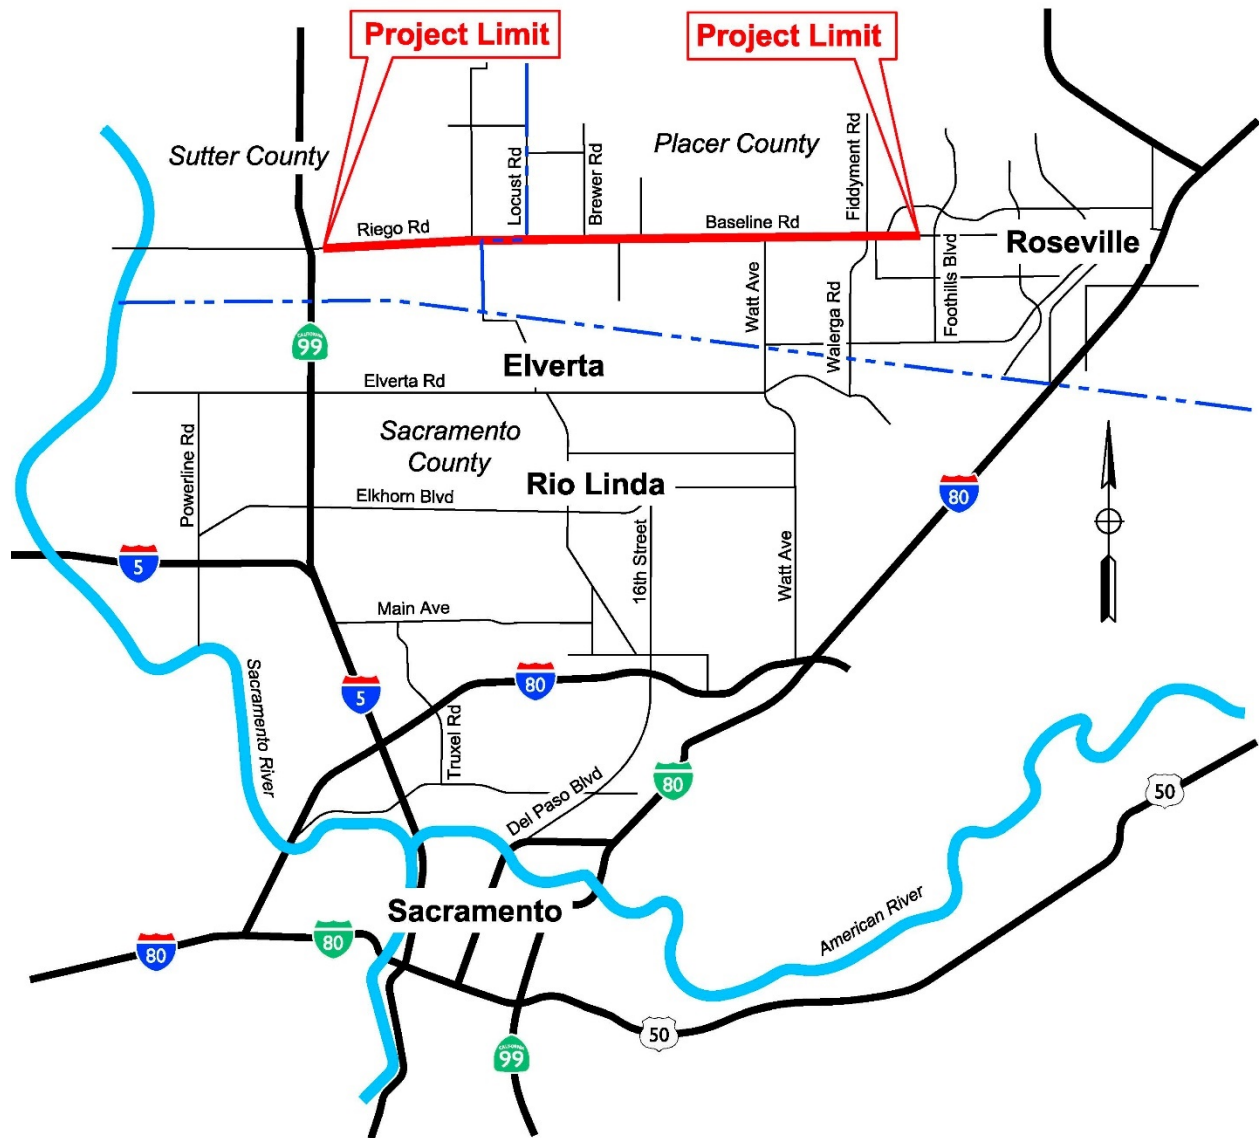 Project Limit
Project Limit
Sutter County
Placer County
Locust Rd
Brewer Rd
Fiddyment Rd
Riego Rd
Baseline Rd
Roseville
Foothills Blvd
Watt Ave
Walerga Rd
CALIFORNIA
99
Elverta
Elverta Rd
Sacramento
County
Powerline Rd
Rio Linda
Elkhorn Blvd
80
5
16th Street
Watt Ave
Main Ave
Sacramento River
5
80
Truxel Rd
80
50
Del Paso Blvd
Sacramento
American River
80
80
50
CALIFORNIA
99